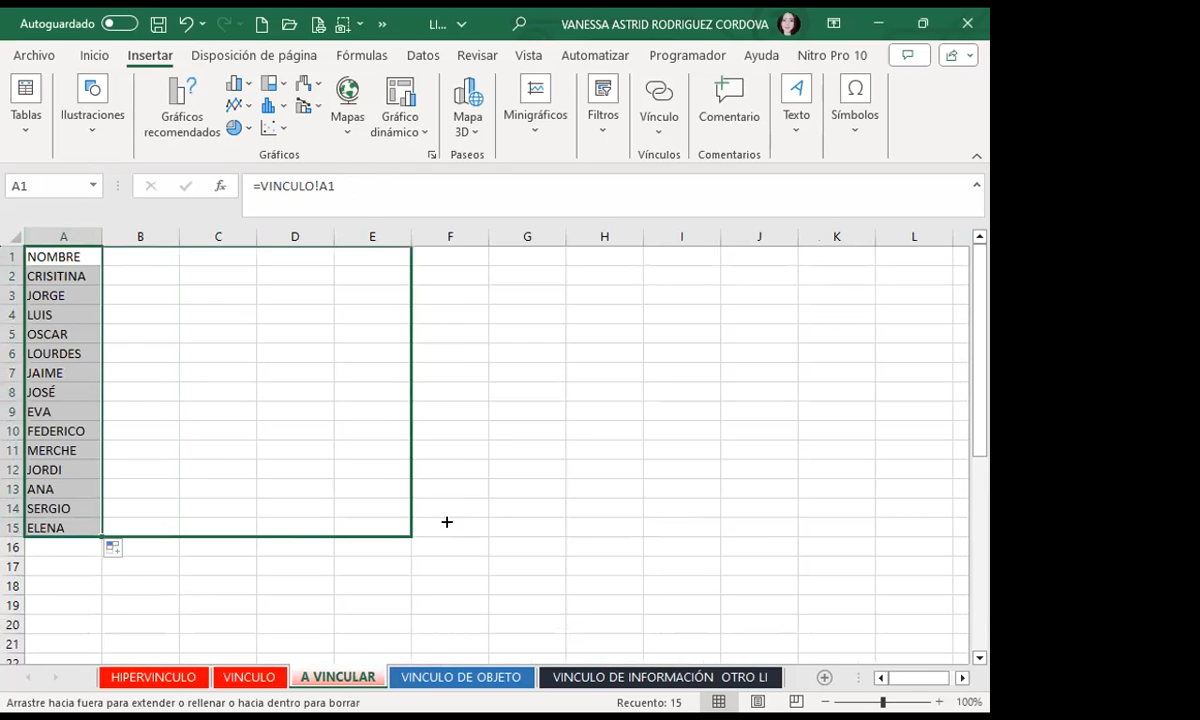 Autoguardado LI... VANESSA ASTRID RODRIGUEZ CORDOVA
Archivo Inicio Insertar Disposición de página Fórmulas Datos Revisar Vista Automatizar Programador Ayuda Nitro Pro 10
Tablas Ilustraciones Gráficos recomendados Mapas Gráfico dinámico Mapa 3D Minigráficos Filtros Vínculo Comentario Texto Símbolos
Gráficos Paseos Vínculos Comentarios
A1 fx =VINCULO!A1
A B C D E F G H I J K L
1 NOMBRE
2 CRISITINA
3 JORGE
4 LUIS
5 OSCAR
6 LOURDES
7 JAIME
8 JOSÉ
9 EVA
10 FEDERICO
11 MERCHE
12 JORDI
13 ANA
14 SERGIO
15 ELENA
16
17
18
19
20
21
22
HIPERVINCULO VINCULO A VINCULAR VINCULO DE OBJETO VINCULO DE INFORMACIÓN OTRO LI
Arrastre hacia fuera para extender o rellenar o hacia dentro para borrar Recuento: 15 100%